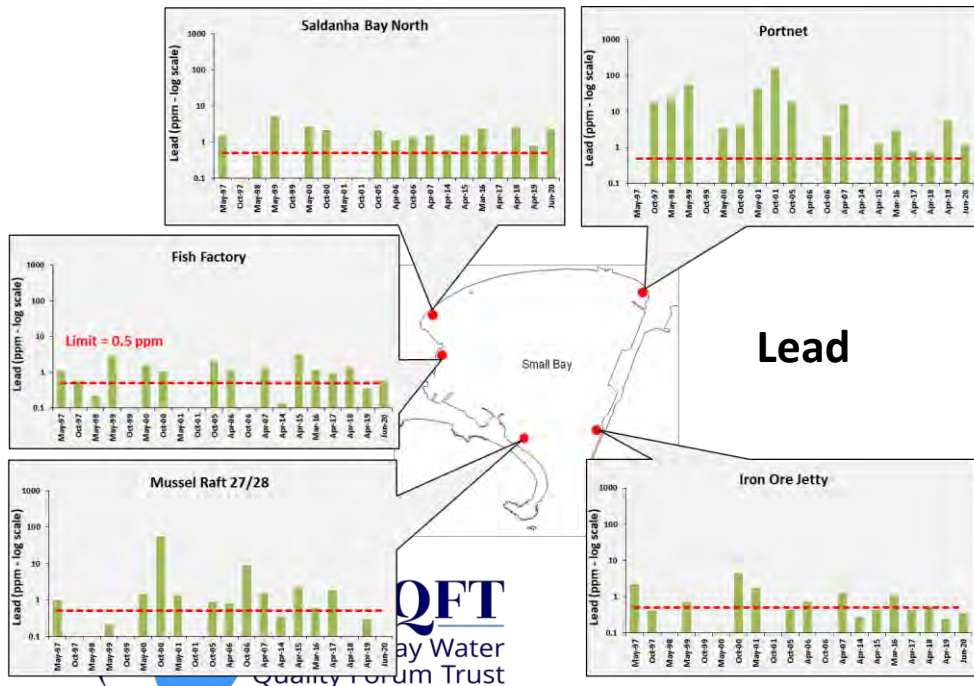 Saldanha Bay North
Lead (ppm - log scale)
1000
100
10
1
0.1
May-97
Oct-97
May-98
May-99
Oct-99
May-00
Oct-00
May-01
Oct-01
Oct-05
Apr-06
Oct-06
Apr-07
Apr-14
Apr-15
Mar-16
Apr-17
Apr-18
Apr-19
Jun-20
Portnet
Lead (ppm - log scale)
1000
100
10
1
0.1
May-97
Oct-97
May-98
May-99
Oct-99
May-00
Oct-00
May-01
Oct-01
Oct-05
Apr-06
Oct-06
Apr-07
Apr-14
Apr-15
Mar-16
Apr-17
Apr-18
Apr-19
Jun-20
Fish Factory
Lead (ppm - log scale)
1000
100
10
1
0.1
Limit = 0.5 ppm
May-97
Oct-97
May-98
May-99
Oct-99
May-00
Oct-00
May-01
Oct-01
Oct-05
Apr-06
Oct-06
Apr-07
Apr-14
Apr-15
Mar-16
Apr-17
Apr-18
Apr-19
Jun-20
Small Bay
Lead
Mussel Raft 27/28
Lead (ppm - log scale)
1000
100
10
1
0.1
May-97
Oct-97
May-98
May-99
Oct-99
May-00
Oct-00
May-01
Oct-01
Oct-05
Apr-06
Oct-06
Apr-07
Apr-14
Apr-15
Mar-16
Apr-17
Apr-18
Apr-19
Jun-20
Iron Ore Jetty
Lead (ppm - log scale)
1000
100
10
1
0.1
May-97
Oct-97
May-98
May-99
Oct-99
May-00
Oct-00
May-01
Oct-01
Oct-05
Apr-06
Oct-06
Apr-07
Apr-14
Apr-15
Mar-16
Apr-17
Apr-18
Apr-19
Jun-20
QFT
ay Water
Quality Forum Trust